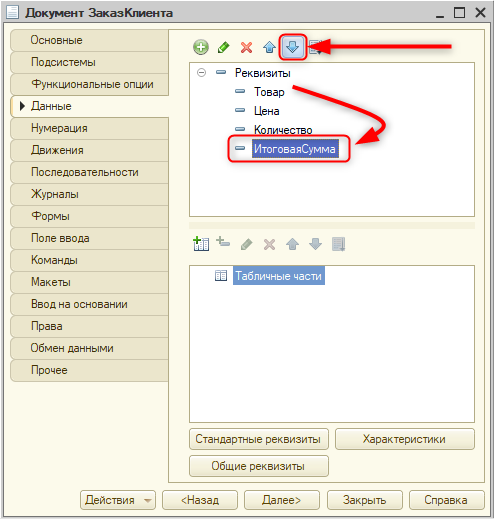 Документ ЗаказКлиента
Основные
Подсистемы
Функциональные опции
Данные
Нумерация
Движения
Последовательности
Журналы
Формы
Поле ввода
Команды
Макеты
Ввод на основании
Права
Обмен данными
Прочее
Реквизиты
Товар
Цена
Количество
ИтоговаяСумма
Табличные части
Стандартные реквизиты
Характеристики
Общие реквизиты
Действия
<Назад
Далее>
Закрыть
Справка